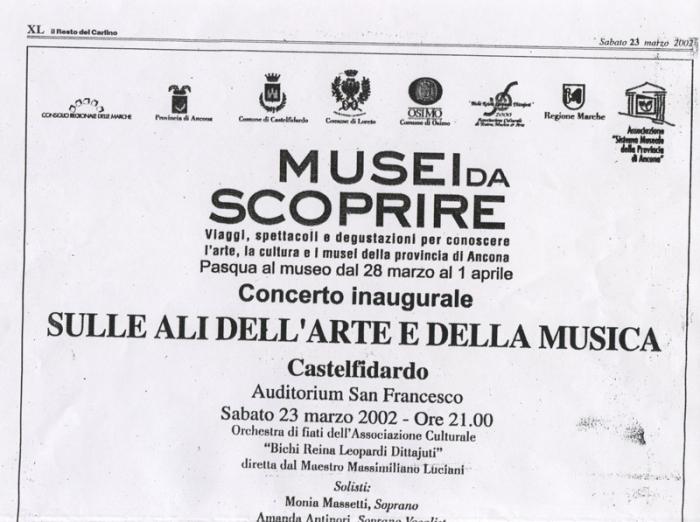 XL il Resto del Carlino
Sabato 23 marzo 2002
CONSIGLIO REGIONALE DELLE MARCHE
Provincia di Ancona
Comune di Castelfidardo
Comune di Loreto
OSIMO
Comune di Osimo
2000
Regione Marche
Associazione
"Sistema Museale
della Provincia
di Ancona"
MUSEI DA
SCOPRIRE
Viaggi, spettacoli e degustazioni per conoscere
l'arte, la cultura e i musei della provincia di Ancona
Pasqua al museo dal 28 marzo al 1 aprile
Concerto inaugurale
SULLE ALI DELL'ARTE E DELLA MUSICA
Castelfidardo
Auditorium San Francesco
Sabato 23 marzo 2002 - Ore 21.00
Orchestra di fiati dell'Associazione Culturale
"Bichi Reina Leopardi Dittajuti"
diretta dal Maestro Massimiliano Luciani
Solisti:
Monia Massetti, Soprano
Amanda Antinori, Soprano